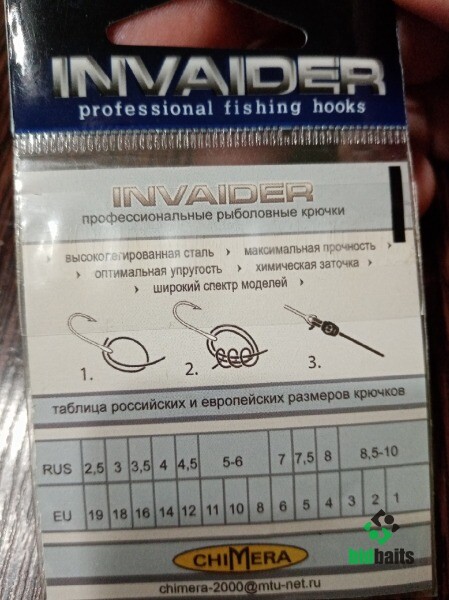 INVAIDER
professional fishing hooks
INVAIDER
профессиональные рыболовные крючки
› высоколегированная сталь › максимальная прочность ›
› оптимальная упругость › химическая заточка ›
› широкий спектр моделей ›
1. 2. 3.
таблица российских и европейских размеров крючков
RUS 2,5 3 3,5 4 4,5 5-6 7 7,5 8 8,5-10
EU 19 18 16 14 12 11 10 8 6 5 4 3 2 1
CHIMERA
chimera-2000@mtu-net.ru
bidbaits